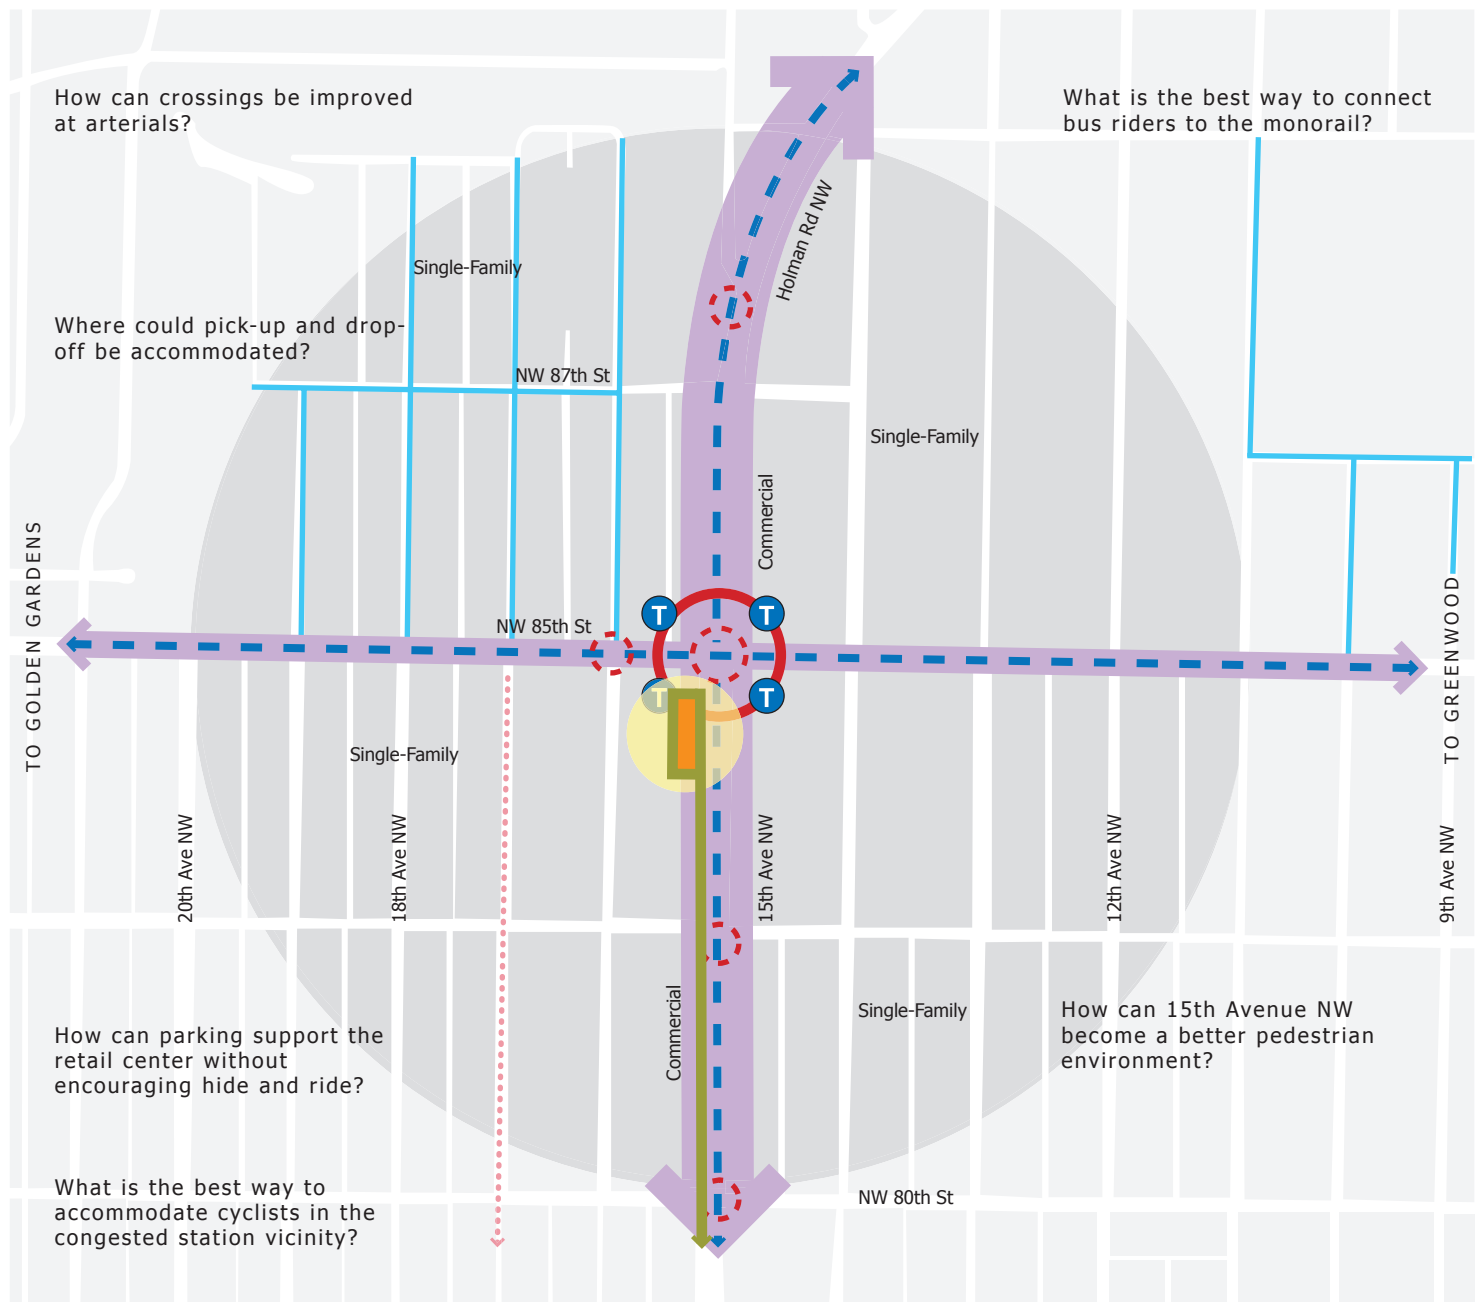 How can crossings be improved
at arterials?
What is the best way to connect
bus riders to the monorail?
Holman Rd NW
Single-Family
Where could pick-up and drop-
off be accommodated?
NW 87th St
Single-Family
Commercial
TO GOLDEN GARDENS
TO GREENWOOD
NW 85th St
T
T
T
T
Single-Family
20th Ave NW
18th Ave NW
15th Ave NW
12th Ave NW
9th Ave NW
Commercial
Single-Family
How can 15th Avenue NW
become a better pedestrian
environment?
How can parking support the
retail center without
encouraging hide and ride?
What is the best way to
accommodate cyclists in the
congested station vicinity?
NW 80th St